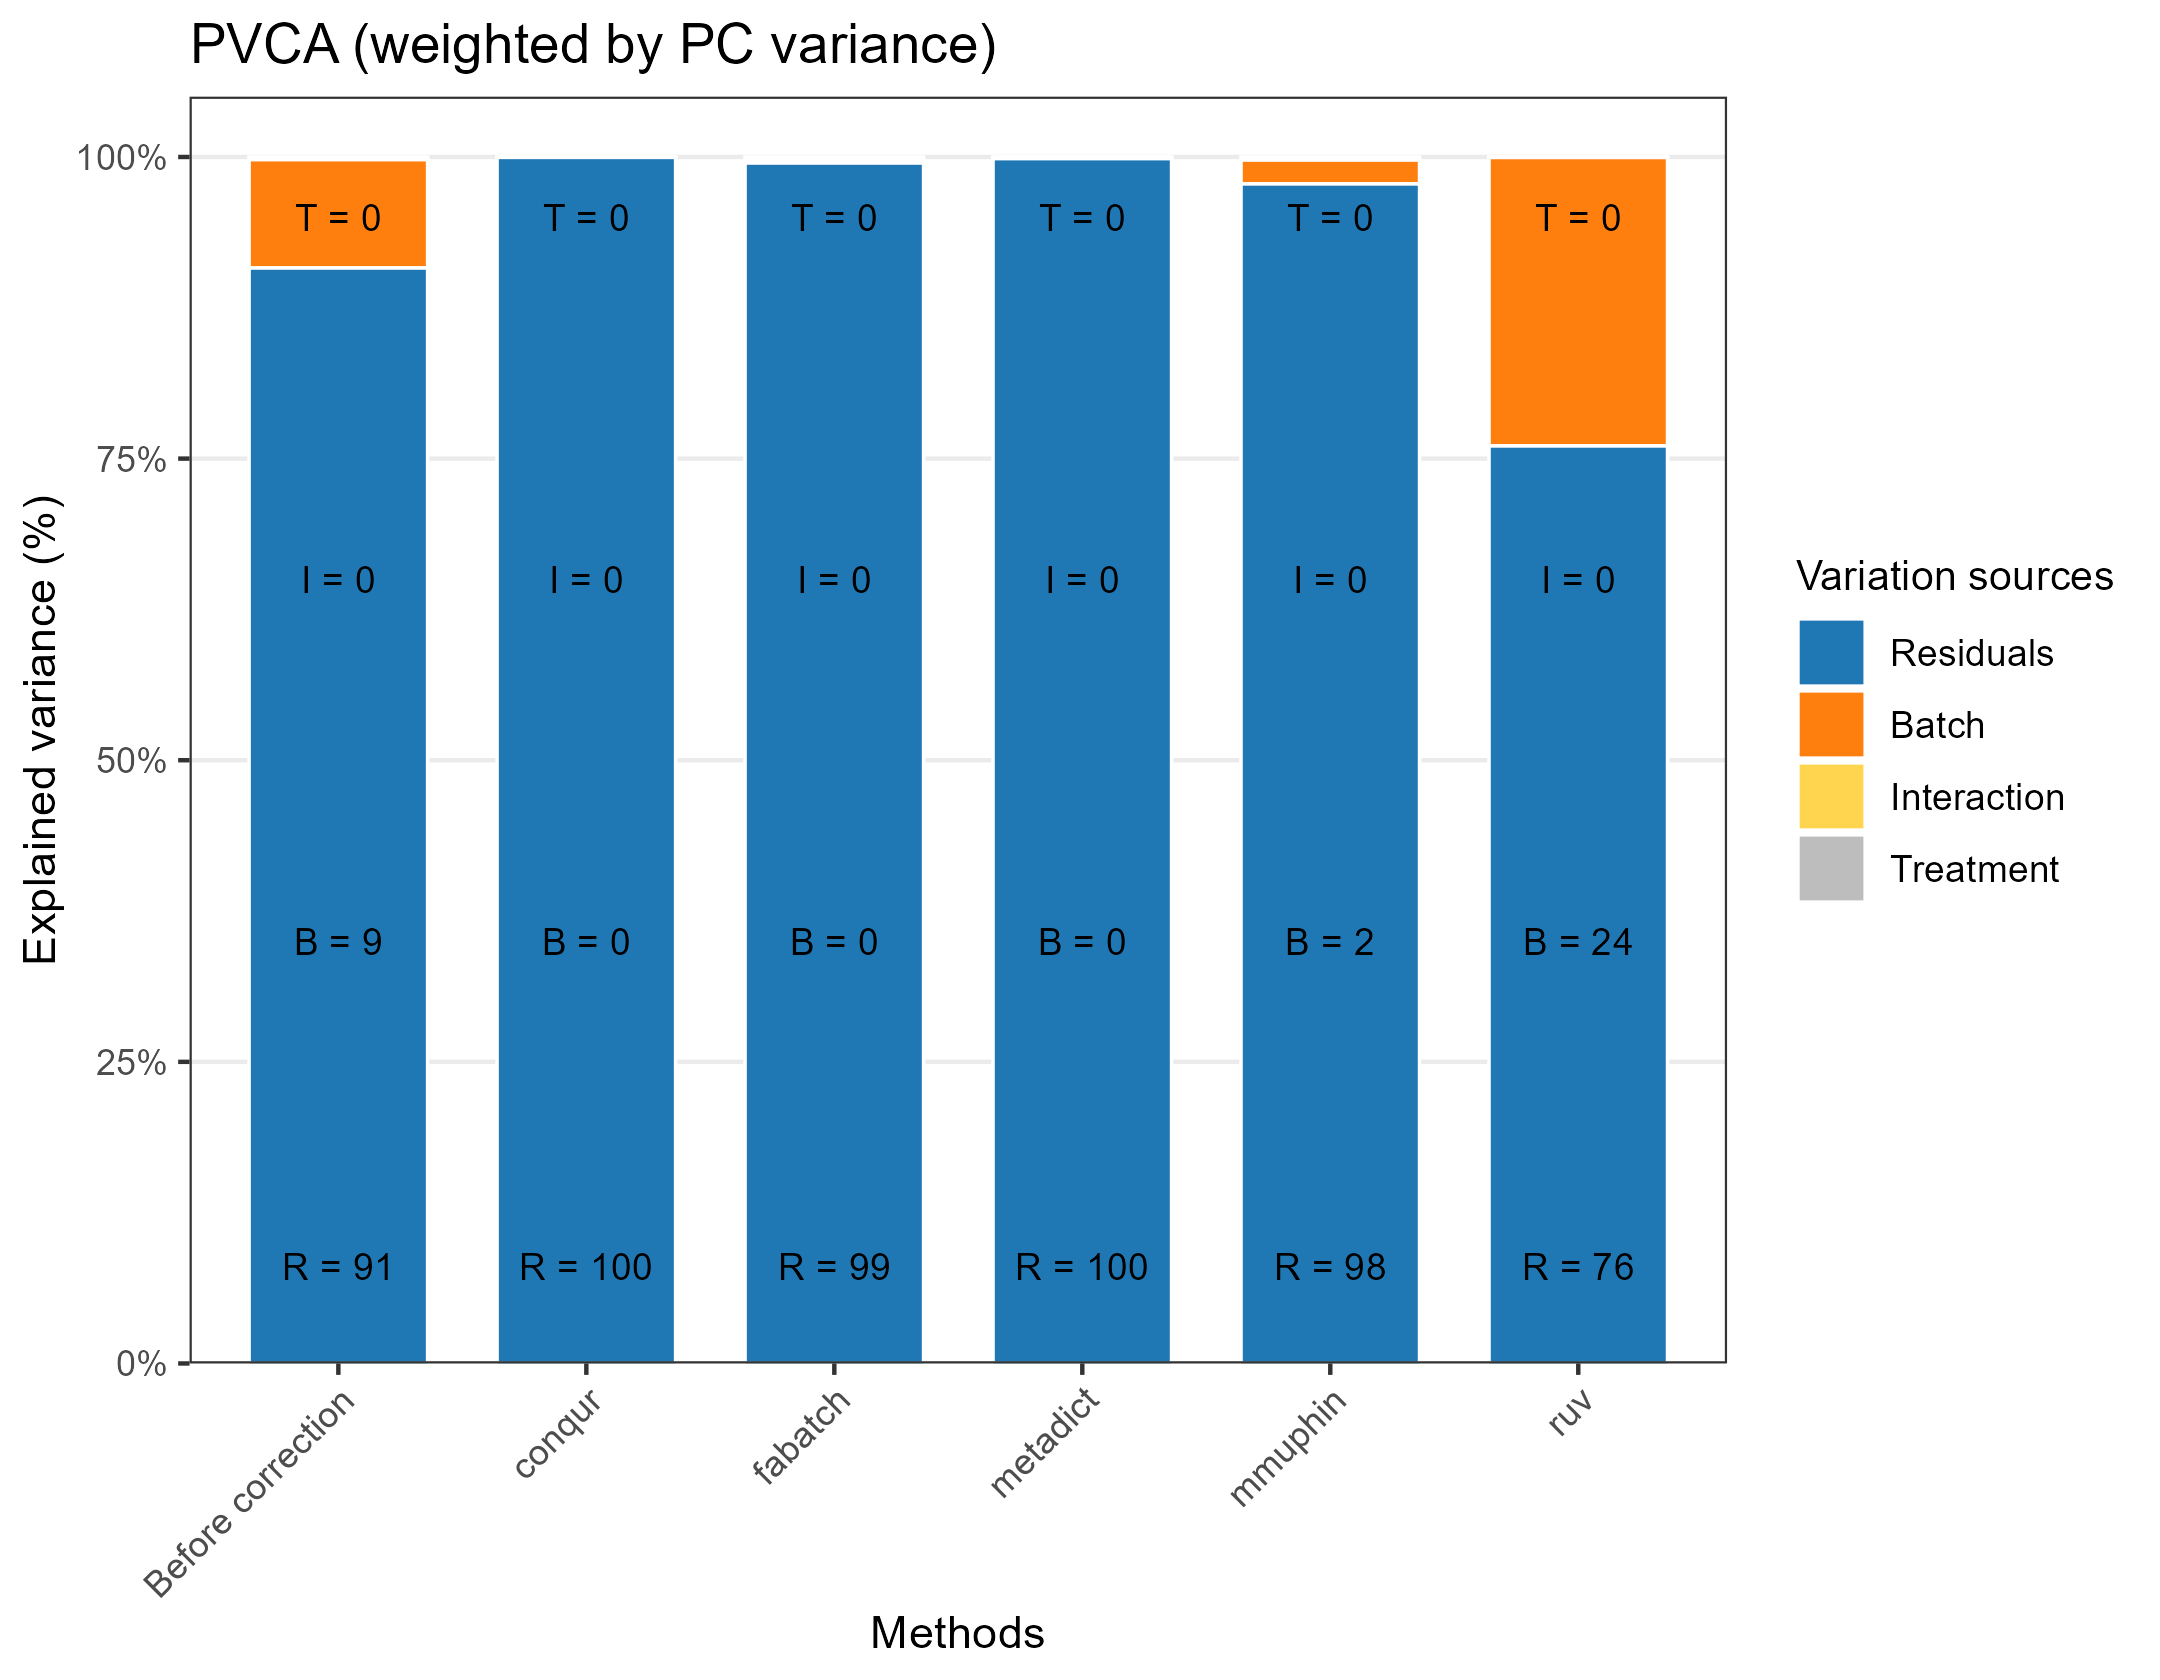 PVCA (weighted by PC variance)
Explained variance (%)
100%
75%
50%
25%
0%
T = 0 T = 0 T = 0 T = 0 T = 0 T = 0
I = 0 I = 0 I = 0 I = 0 I = 0 I = 0
B = 9 B = 0 B = 0 B = 0 B = 2 B = 24
R = 91 R = 100 R = 99 R = 100 R = 98 R = 76
Before correction
conqur
fabatch
metadict
mmuphin
ruv
Methods
Variation sources
Residuals
Batch
Interaction
Treatment